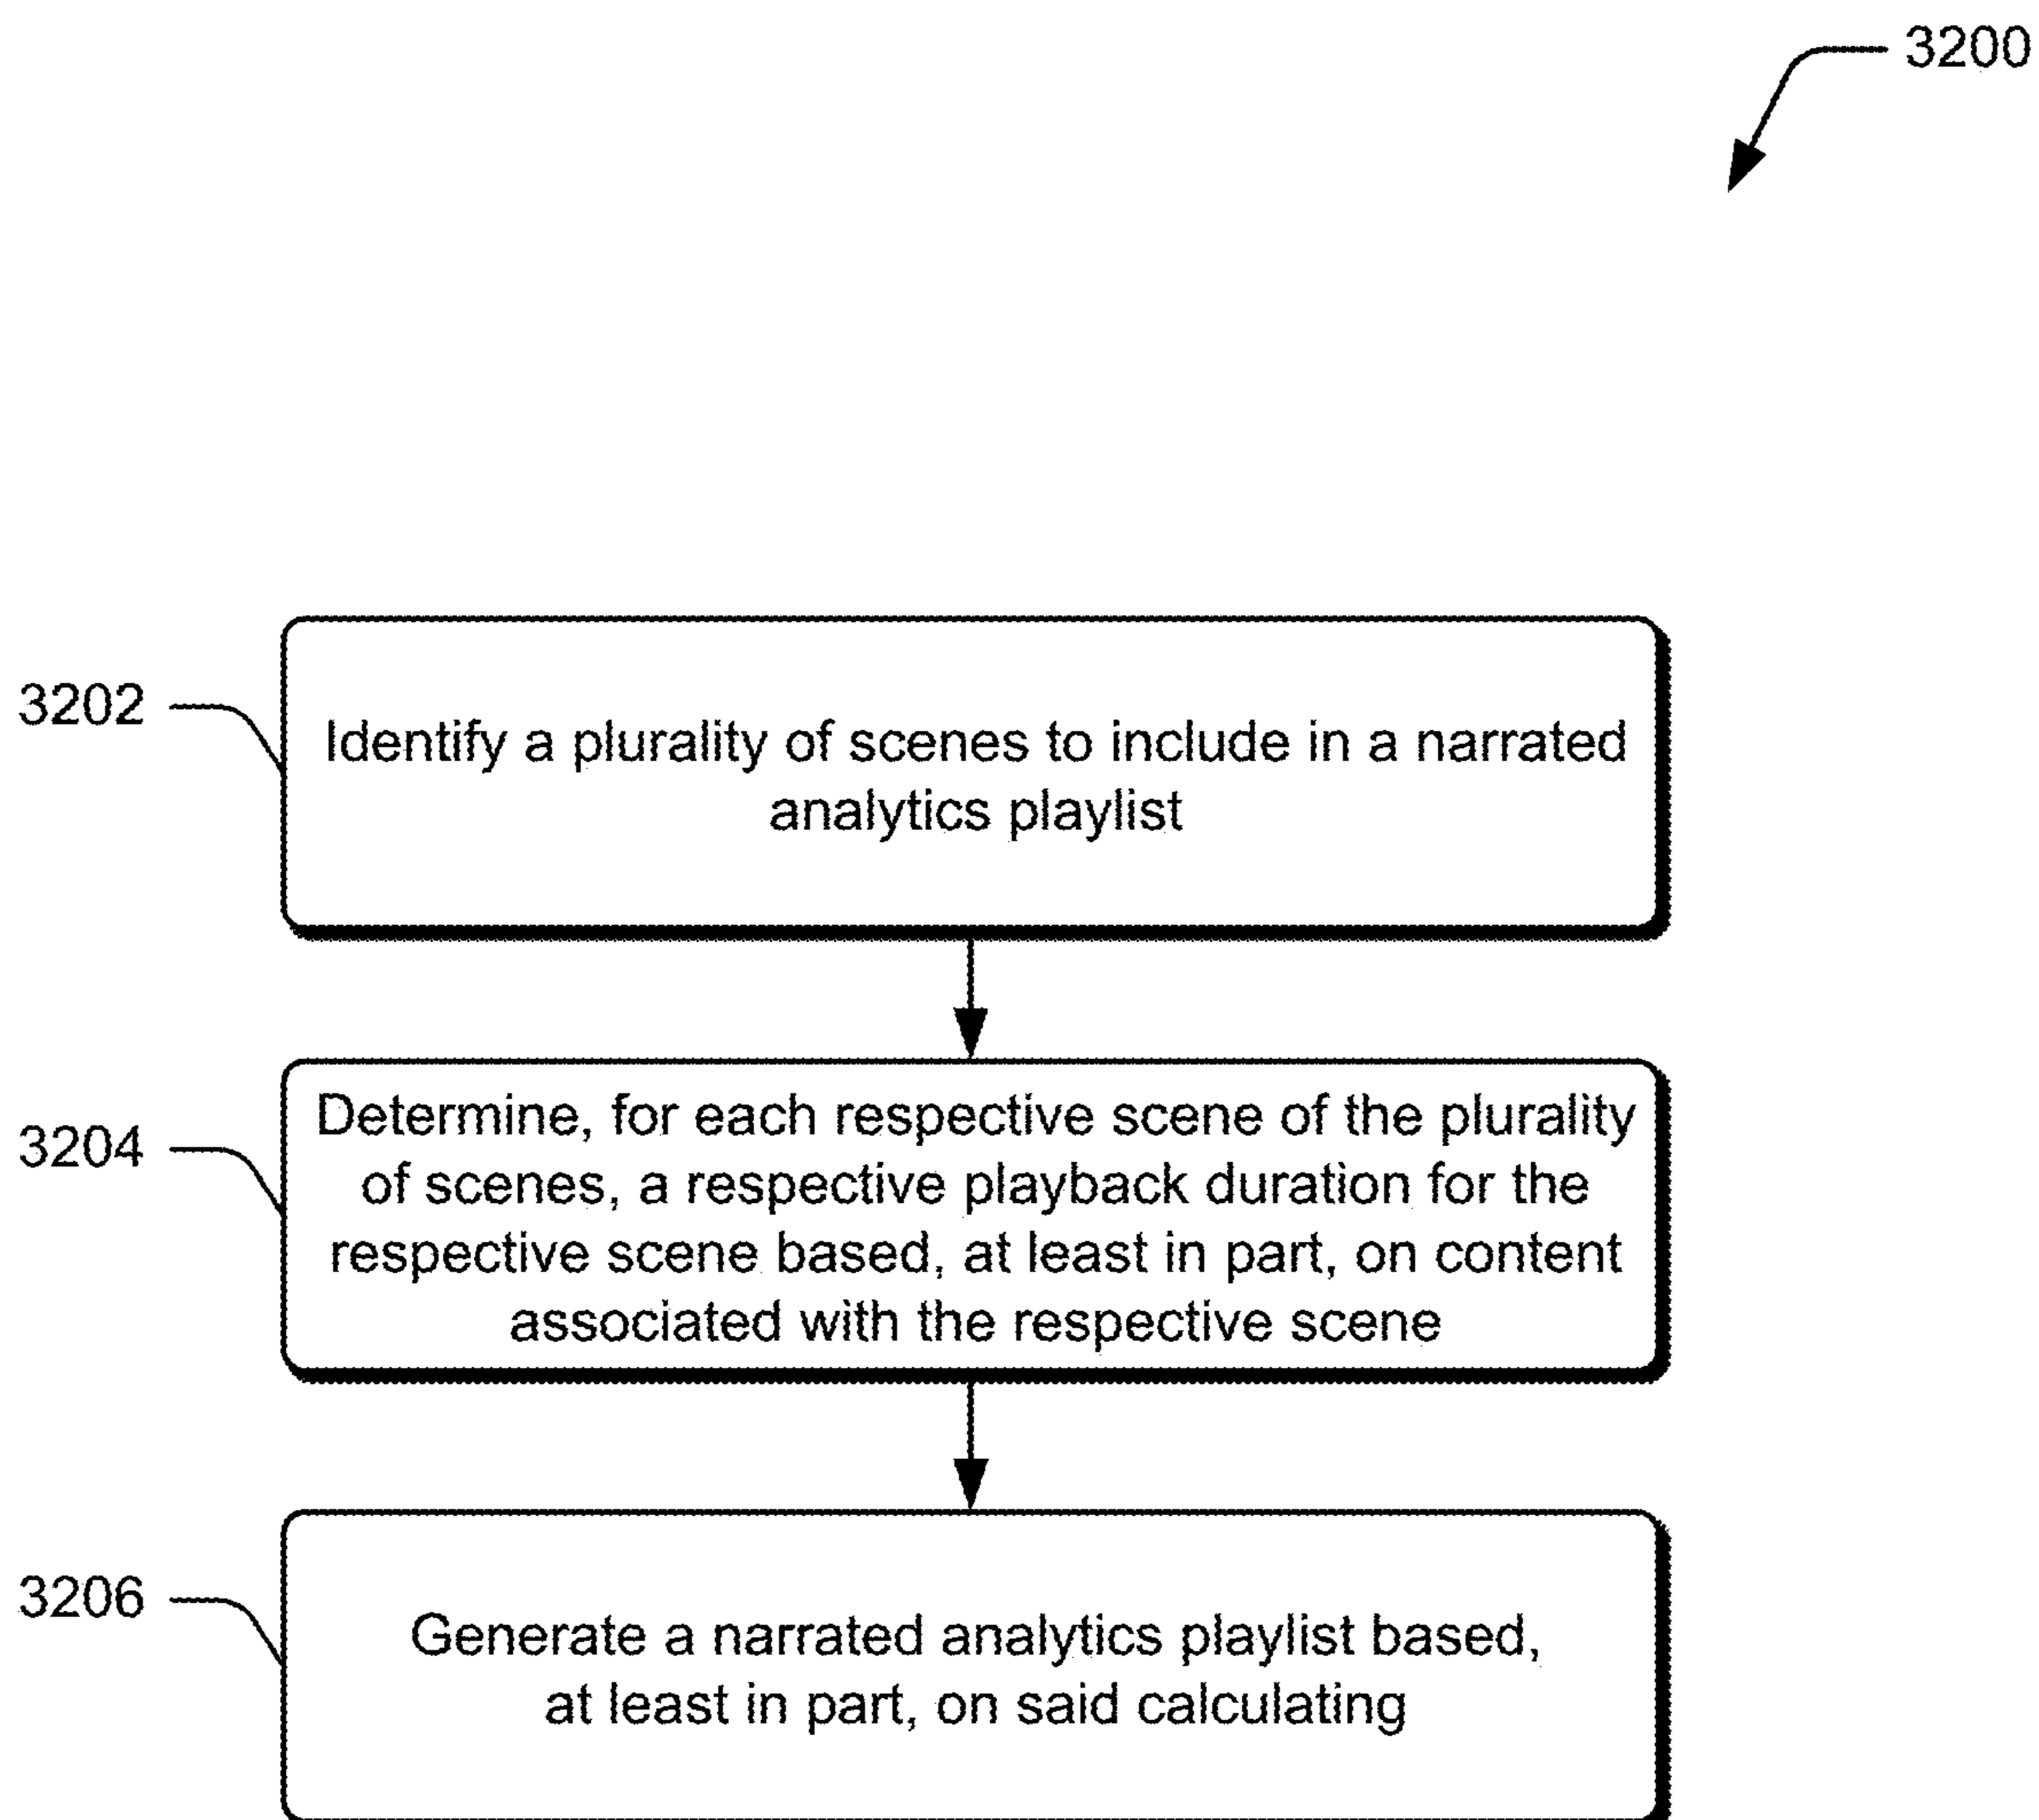 3200
3202
Identify a plurality of scenes to include in a narrated
analytics playlist
3204
Determine, for each respective scene of the plurality
of scenes, a respective playback duration for the
respective scene based, at least in part, on content
associated with the respective scene
3206
Generate a narrated analytics playlist based,
at least in part, on said calculating